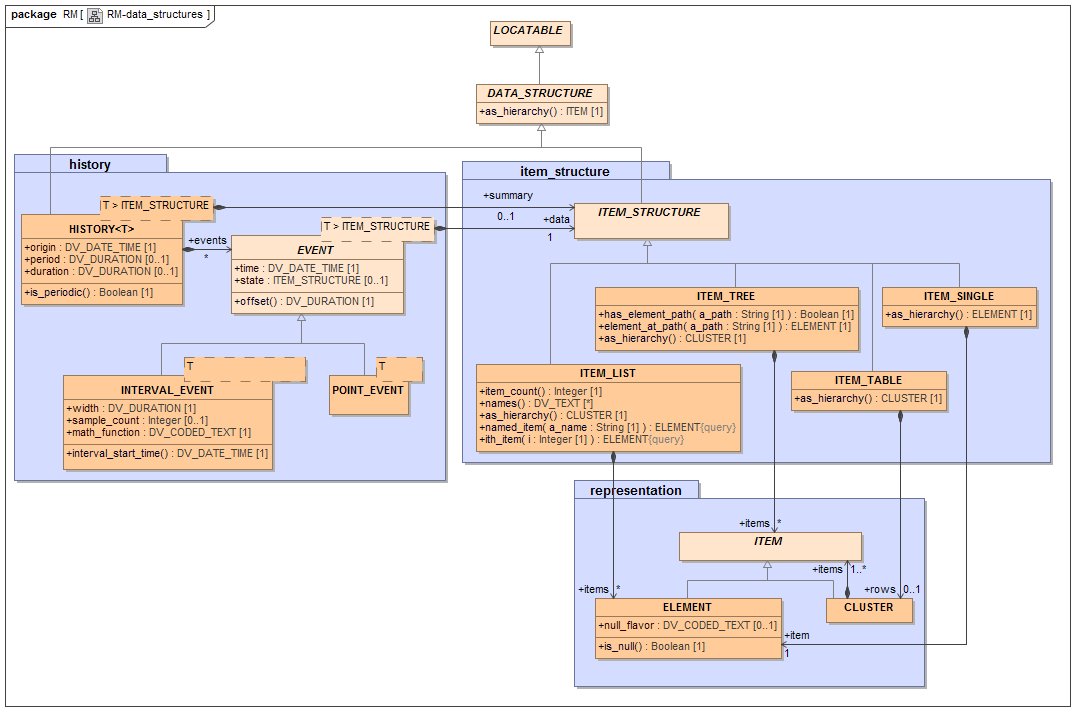 package RM [ RM-data_structures ]
LOCATABLE
DATA_STRUCTURE
+as_hierarchy() : ITEM [1]
history
T > ITEM_STRUCTURE
HISTORY<T>
+origin : DV_DATE_TIME [1]
+period : DV_DURATION [0..1]
+duration : DV_DURATION [0..1]
+is_periodic() : Boolean [1]
+events
*
T > ITEM_STRUCTURE
EVENT
+time : DV_DATE_TIME [1]
+state : ITEM_STRUCTURE [0..1]
+offset() : DV_DURATION [1]
T
INTERVAL_EVENT
+width : DV_DURATION [1]
+sample_count : Integer [0..1]
+math_function : DV_CODED_TEXT [1]
+interval_start_time() : DV_DATE_TIME [1]
T
POINT_EVENT
item_structure
+summary
0..1
+data
1
ITEM_STRUCTURE
ITEM_TREE
+has_element_path( a_path : String [1] ) : Boolean [1]
+element_at_path( a_path : String [1] ) : ELEMENT [1]
+as_hierarchy() : CLUSTER [1]
ITEM_SINGLE
+as_hierarchy() : ELEMENT [1]
ITEM_LIST
+item_count() : Integer [1]
+names() : DV_TEXT [*]
+as_hierarchy() : CLUSTER [1]
+named_item( a_name : String [1] ) : ELEMENT{query}
+ith_item( i : Integer [1] ) : ELEMENT{query}
ITEM_TABLE
+as_hierarchy() : CLUSTER [1]
representation
+items *
ITEM
+items 1..*
+items *
+rows 0..1
ELEMENT
+null_flavor : DV_CODED_TEXT [0..1]
+is_null() : Boolean [1]
CLUSTER
+item
1